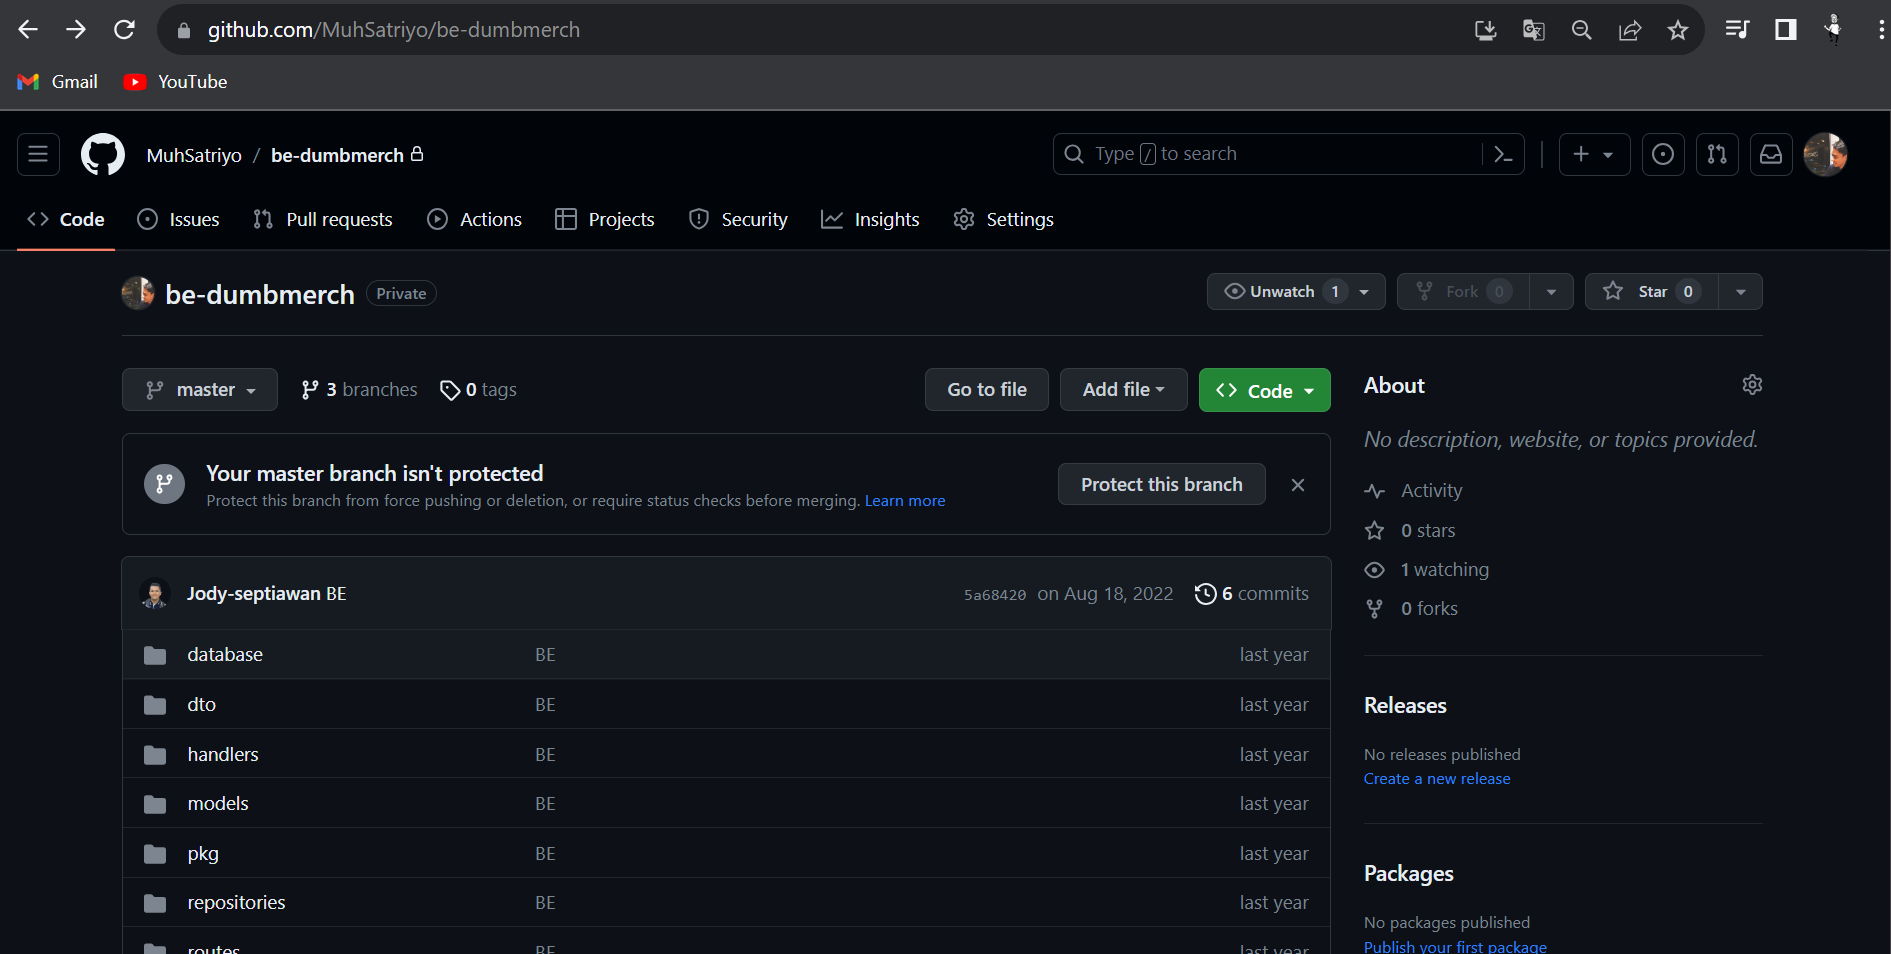 github.com/MuhSatriyo/be-dumbmerch
Gmail YouTube
MuhSatriyo / be-dumbmerch
Type / to search
Code Issues Pull requests Actions Projects Security Insights Settings
be-dumbmerch Private
Unwatch 1 Fork 0 Star 0
master 3 branches 0 tags
Go to file Add file Code
Your master branch isn't protected
Protect this branch from force pushing or deletion, or require status checks before merging. Learn more
Protect this branch
Jody-septiawan BE 5a68420 on Aug 18, 2022 6 commits
database BE last year
dto BE last year
handlers BE last year
models BE last year
pkg BE last year
repositories BE last year
routes BE last year
About
No description, website, or topics provided.
Activity
0 stars
1 watching
0 forks
Releases
No releases published
Create a new release
Packages
No packages published
Publish your first package